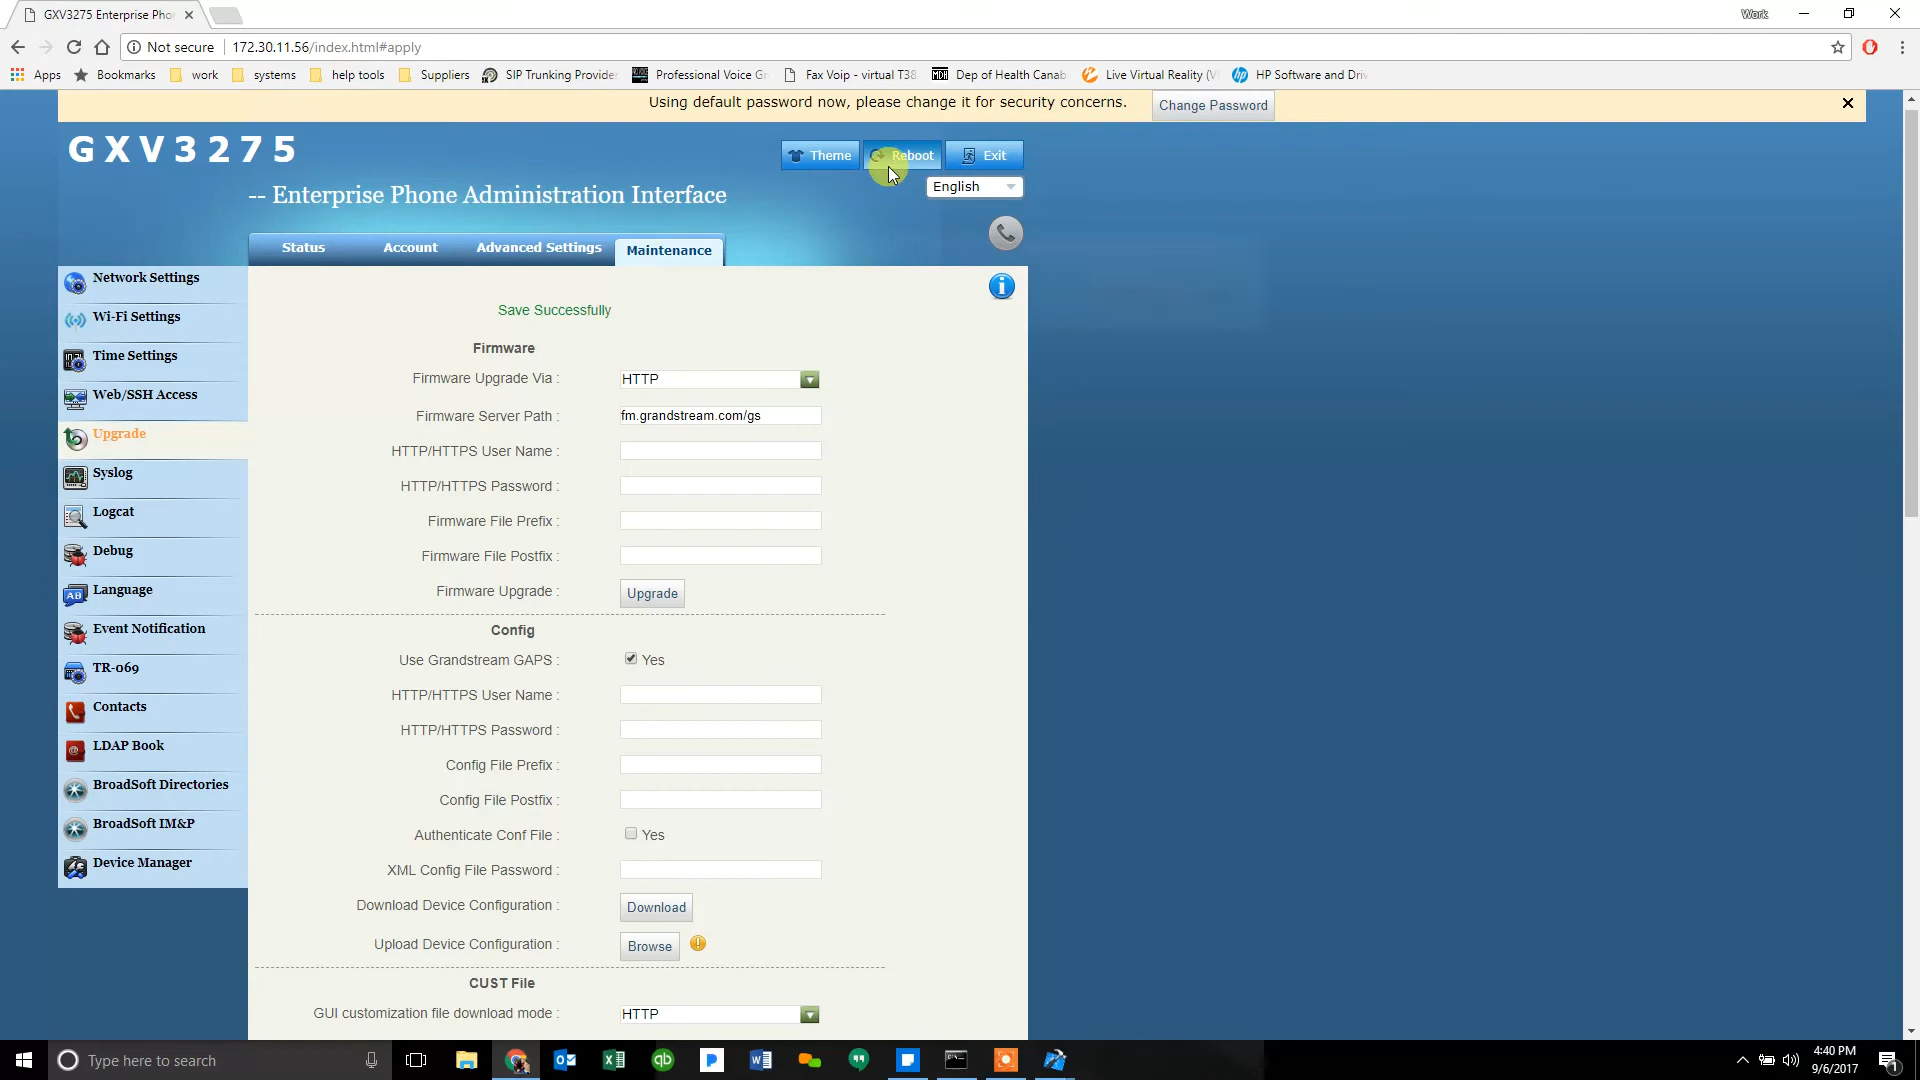 GXV3275 Enterprise Pho
Work
Not secure
172.30.11.56/index.html#apply
Apps
Bookmarks
work
systems
help tools
Suppliers
SIP Trunking Provide
Professional Voice G
Fax Voip - virtual T38
Dep of Health Canab
Live Virtual Reality (V
HP Software and Driv
Using default password now, please change it for security concerns.
Change Password
GXV3275
Theme
Reboot
Exit
-- Enterprise Phone Administration Interface
English
Status
Account
Advanced Settings
Maintenance
Network Settings
Wi-Fi Settings
Time Settings
Web/SSH Access
Upgrade
Syslog
Logcat
Debug
Language
Event Notification
TR-069
Contacts
LDAP Book
BroadSoft Directories
BroadSoft IM&P
Device Manager
Save Successfully
Firmware
Firmware Upgrade Via : HTTP
Firmware Server Path : fm.grandstream.com/gs
HTTP/HTTPS User Name :
HTTP/HTTPS Password :
Firmware File Prefix :
Firmware File Postfix :
Firmware Upgrade : Upgrade
Config
Use Grandstream GAPS : Yes
HTTP/HTTPS User Name :
HTTP/HTTPS Password :
Config File Prefix :
Config File Postfix :
Authenticate Conf File : Yes
XML Config File Password :
Download Device Configuration : Download
Upload Device Configuration : Browse
CUST File
GUI customization file download mode : HTTP
Type here to search
4:40 PM
9/6/2017